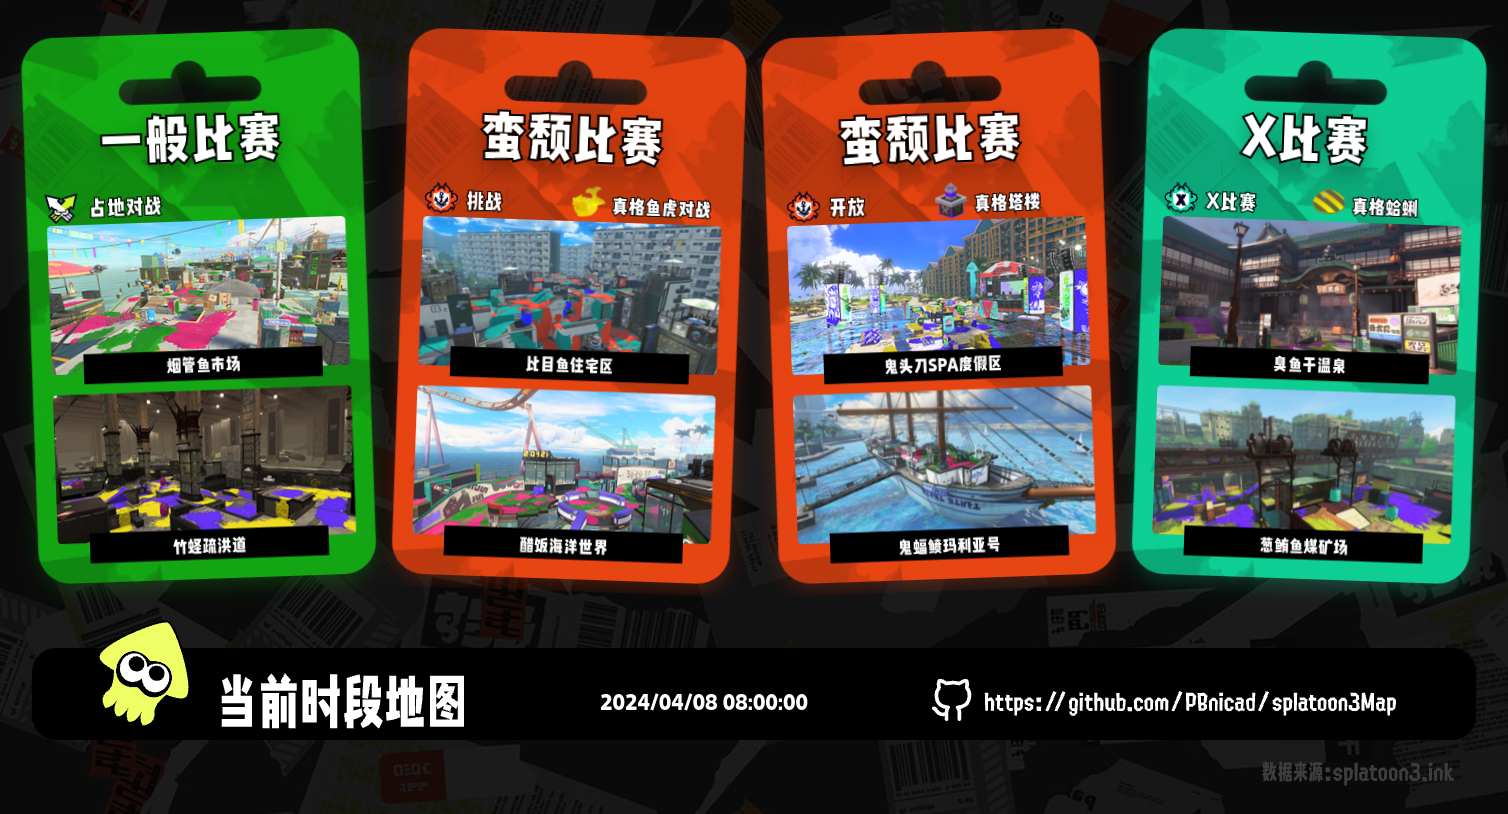 一般比赛
占地对战
烟管鱼市场
竹蛏疏洪道
蛮颓比赛
挑战
真格鱼虎对战
比目鱼住宅区
醋饭海洋世界
蛮颓比赛
开放
真格塔楼
鬼头刀SPA度假区
鬼蝠鲼玛利亚号
X比赛
X比赛
真格蛤蜊
臭鱼干温泉
葱鲔鱼煤矿场
当前时段地图
2024/04/08 08:00:00
https://github.com/PBnicad/splatoon3Map
数据来源:splatoon3.ink